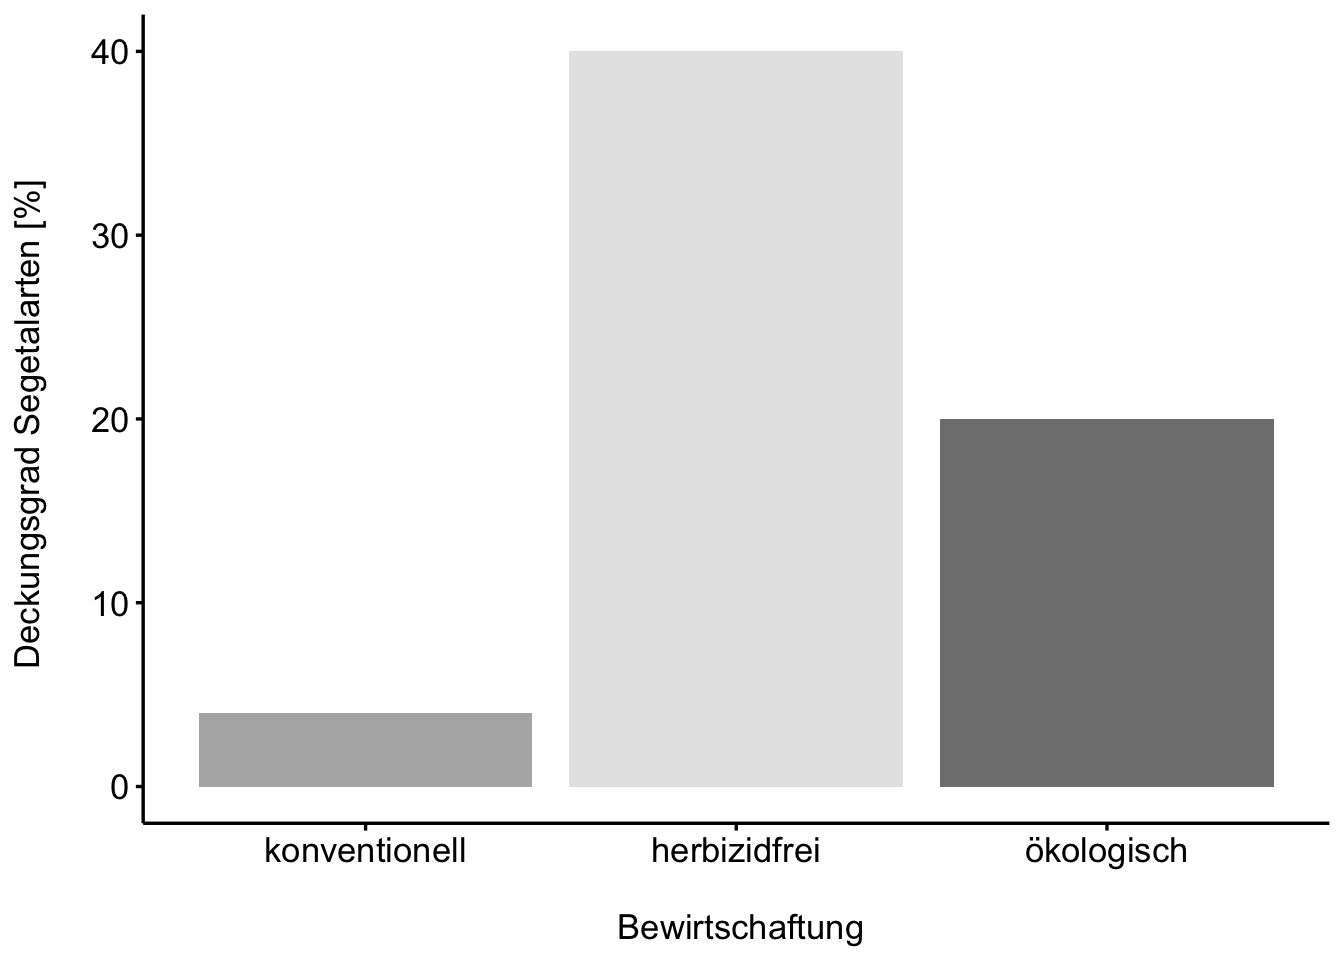 Deckungsgrad Segetalarten [%]
40
30
20
10
0
konventionell herbizidfrei ökologisch
Bewirtschaftung